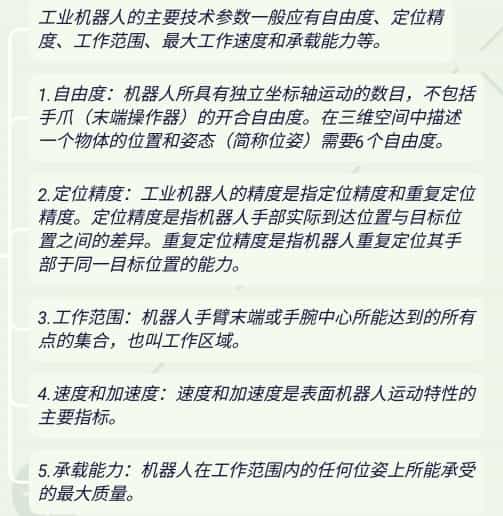 工业机器人的主要技术参数一般应有自由度、定位精
度、工作范围、最大工作速度和承载能力等。
1.自由度：机器人所具有独立坐标轴运动的数目，不包括
手爪（末端操作器）的开合自由度。在三维空间中描述
一个物体的位置和姿态（简称位姿）需要6个自由度。
2.定位精度：工业机器人的精度是指定位精度和重复定位
精度。定位精度是指机器人手部实际到达位置与目标位
置之间的差异。重复定位精度是指机器人重复定位其手
部于同一目标位置的能力。
3.工作范围：机器人手臂末端或手腕中心所能达到的所有
点的集合，也叫工作区域。
4.速度和加速度：速度和加速度是表面机器人运动特性的
主要指标。
5.承载能力：机器人在工作范围内的任何位姿上所能承受
的最大质量。